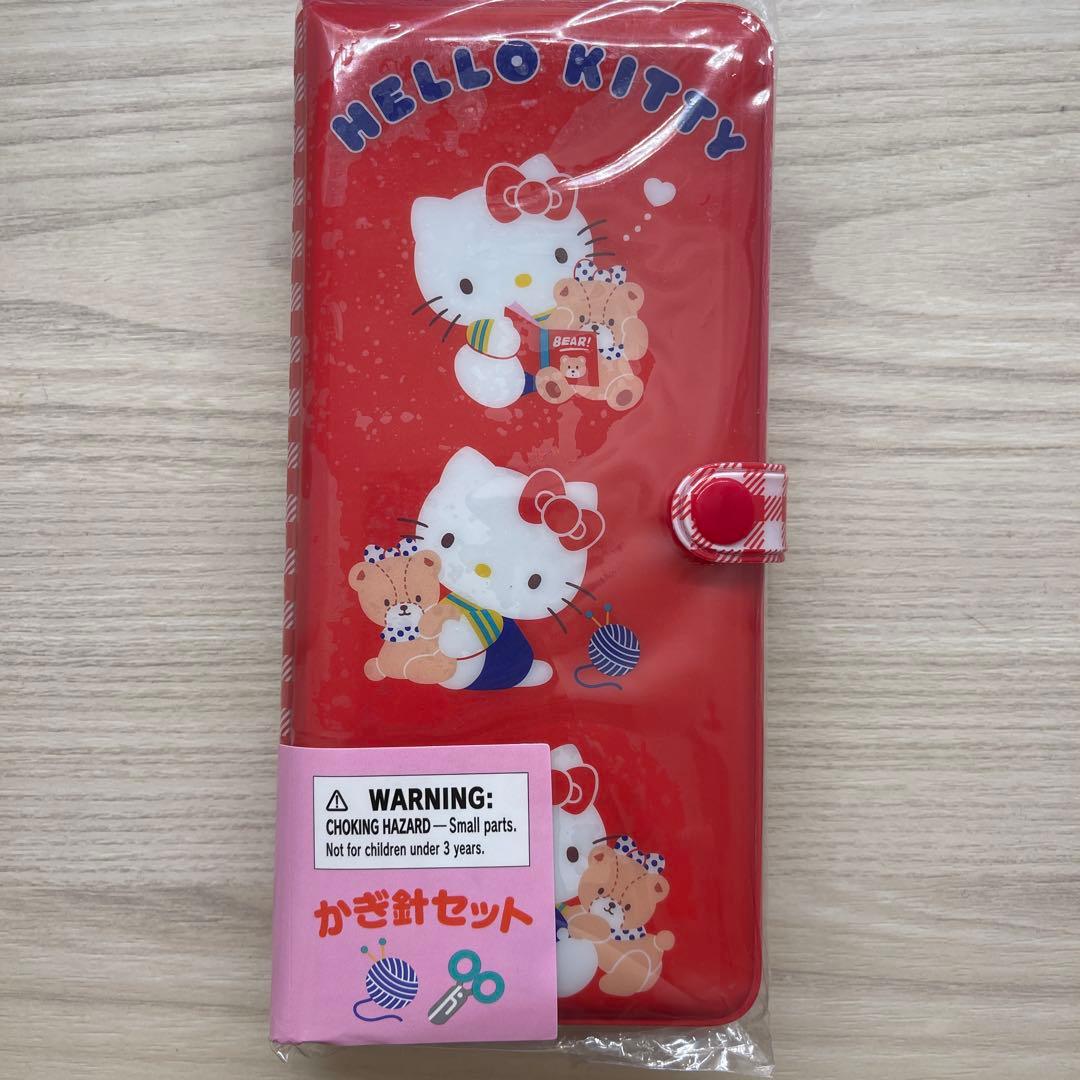 HELLO KITTY
BEAR!
WARNING:
CHOKING HAZARD — Small parts.
Not for children under 3 years.
かぎ針セット